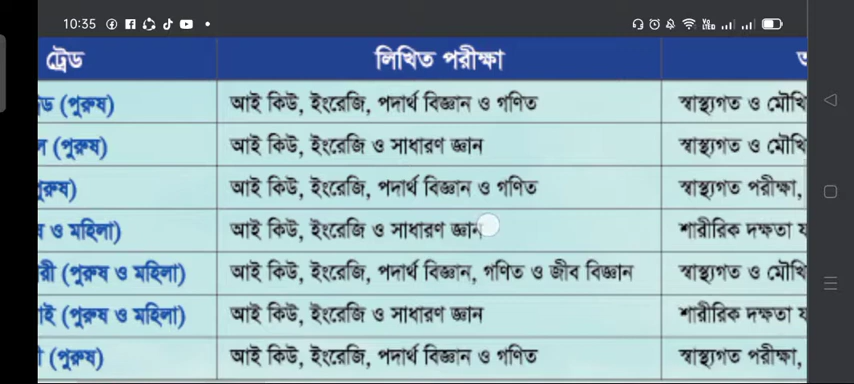 10:35
ট্রেড লিখিত পরীক্ষা
(পুরুষ) আই কিউ, ইংরেজি, পদার্থ বিজ্ঞান ও গণিত স্বাস্থ্যগত ও
(পুরুষ) আই কিউ, ইংরেজি ও সাধারণ জ্ঞান স্বাস্থ্যগত ও
আই কিউ, ইংরেজি, পদার্থ বিজ্ঞান ও গণিত স্বাস্থ্যগত পরীক্ষা,
ও মহিলা) আই কিউ, ইংরেজি ও সাধারণ জ্ঞান শারীরিক দক্ষতা
(পুরুষ ও মহিলা) আই কিউ, ইংরেজি, পদার্থ বিজ্ঞান, গণিত ও জীব বিজ্ঞান স্বাস্থ্যগত ও
(পুরুষ ও মহিলা) আই কিউ, ইংরেজি ও সাধারণ জ্ঞান শারীরিক দক্ষতা
(পুরুষ) আই কিউ, ইংরেজি, পদার্থ বিজ্ঞান ও গণিত স্বাস্থ্যগত পরীক্ষা,